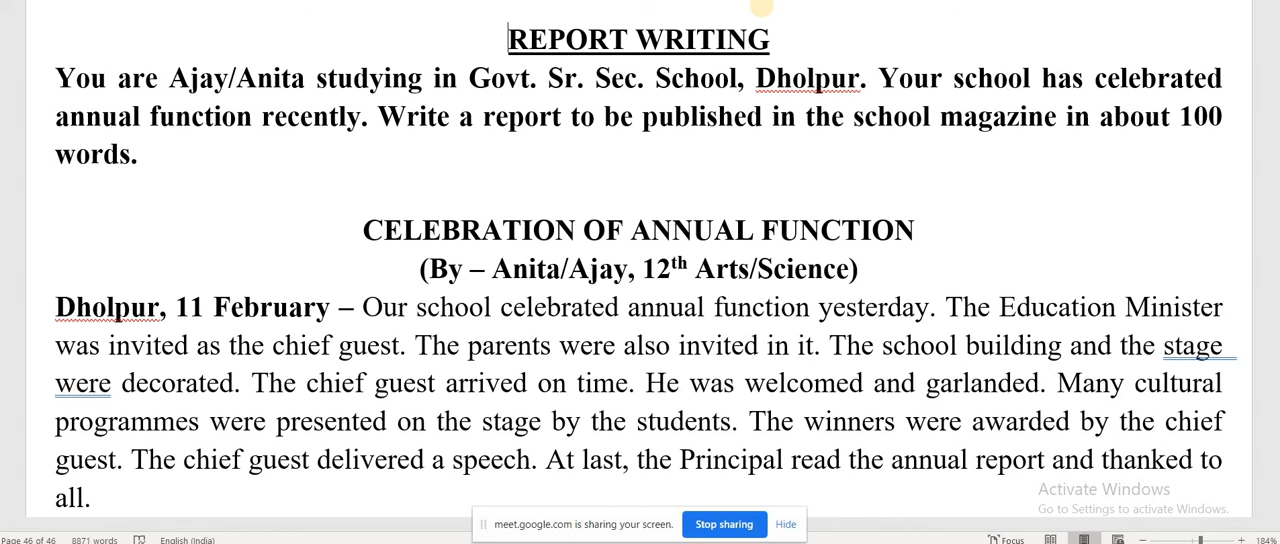 REPORT WRITING
You are Ajay/Anita studying in Govt. Sr. Sec. School, Dholpur. Your school has celebrated
annual function recently. Write a report to be published in the school magazine in about 100
words.
CELEBRATION OF ANNUAL FUNCTION
(By – Anita/Ajay, 12th Arts/Science)
Dholpur, 11 February – Our school celebrated annual function yesterday. The Education Minister
was invited as the chief guest. The parents were also invited in it. The school building and the stage
were decorated. The chief guest arrived on time. He was welcomed and garlanded. Many cultural
programmes were presented on the stage by the students. The winners were awarded by the chief
guest. The chief guest delivered a speech. At last, the Principal read the annual report and thanked to
all.
Activate Windows
Go to Settings to activate Windows.
meet.google.com is sharing your screen. Stop sharing Hide
Page 46 of 46 8871 words English (India) Focus 184%